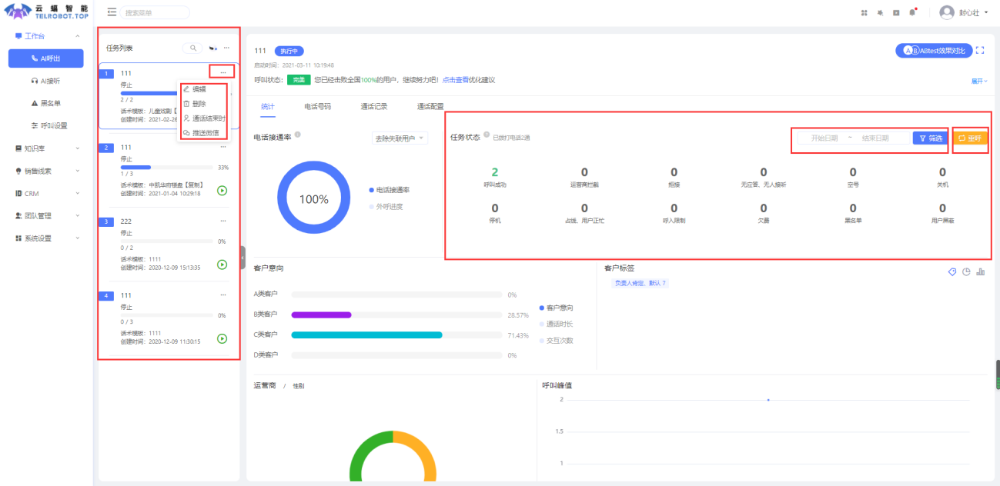 云 蝠 智 能
TELROBOT.TOP
搜索菜单
封心壮
工作台
AI呼出
AI接听
黑名单
呼叫设置
知识库
销售线索
CRM
团队管理
系统设置
任务列表
1
111
停止
2 / 2
话术模板：儿童戏剧【
创建时间：2021-02-26
编辑
删除
通话结束时
推送微信
2
111
停止
33%
1 / 3
话术模板：中凯华府楼盘【复制】
创建时间：2021-01-04 10:29:18
3
222
停止
0%
0 / 2
话术模板：1111
创建时间：2020-12-09 15:13:35
4
111
停止
0%
0 / 3
话术模板：1111
创建时间：2020-12-09 11:30:15
111 执行中
ABtest效果对比
启动时间：2021-03-11 10:19:48
呼叫状态： 完美 您已经击败全国100%的用户，继续努力吧！点击查看优化建议
展开
统计 电话号码 通话记录 通话配置
电话接通率
去除失联用户
100%
电话接通率
外呼进度
任务状态 已拨打电话2通
开始日期 ~ 结束日期 筛选 重呼
2 0 0 0 0 0
呼叫成功 运营商拦截 拒接 无应答、无人接听 空号 关机
0 0 0 0 0 0
停机 占线、用户正忙 呼入限制 欠费 黑名单 用户屏蔽
客户意向
A类客户 0%
B类客户 28.57%
C类客户 71.43%
D类客户 0%
客户意向
通话时长
交互次数
客户标签
负责人肯定、默认 7
运营商 / 性别
呼叫峰值
2
1.5
1